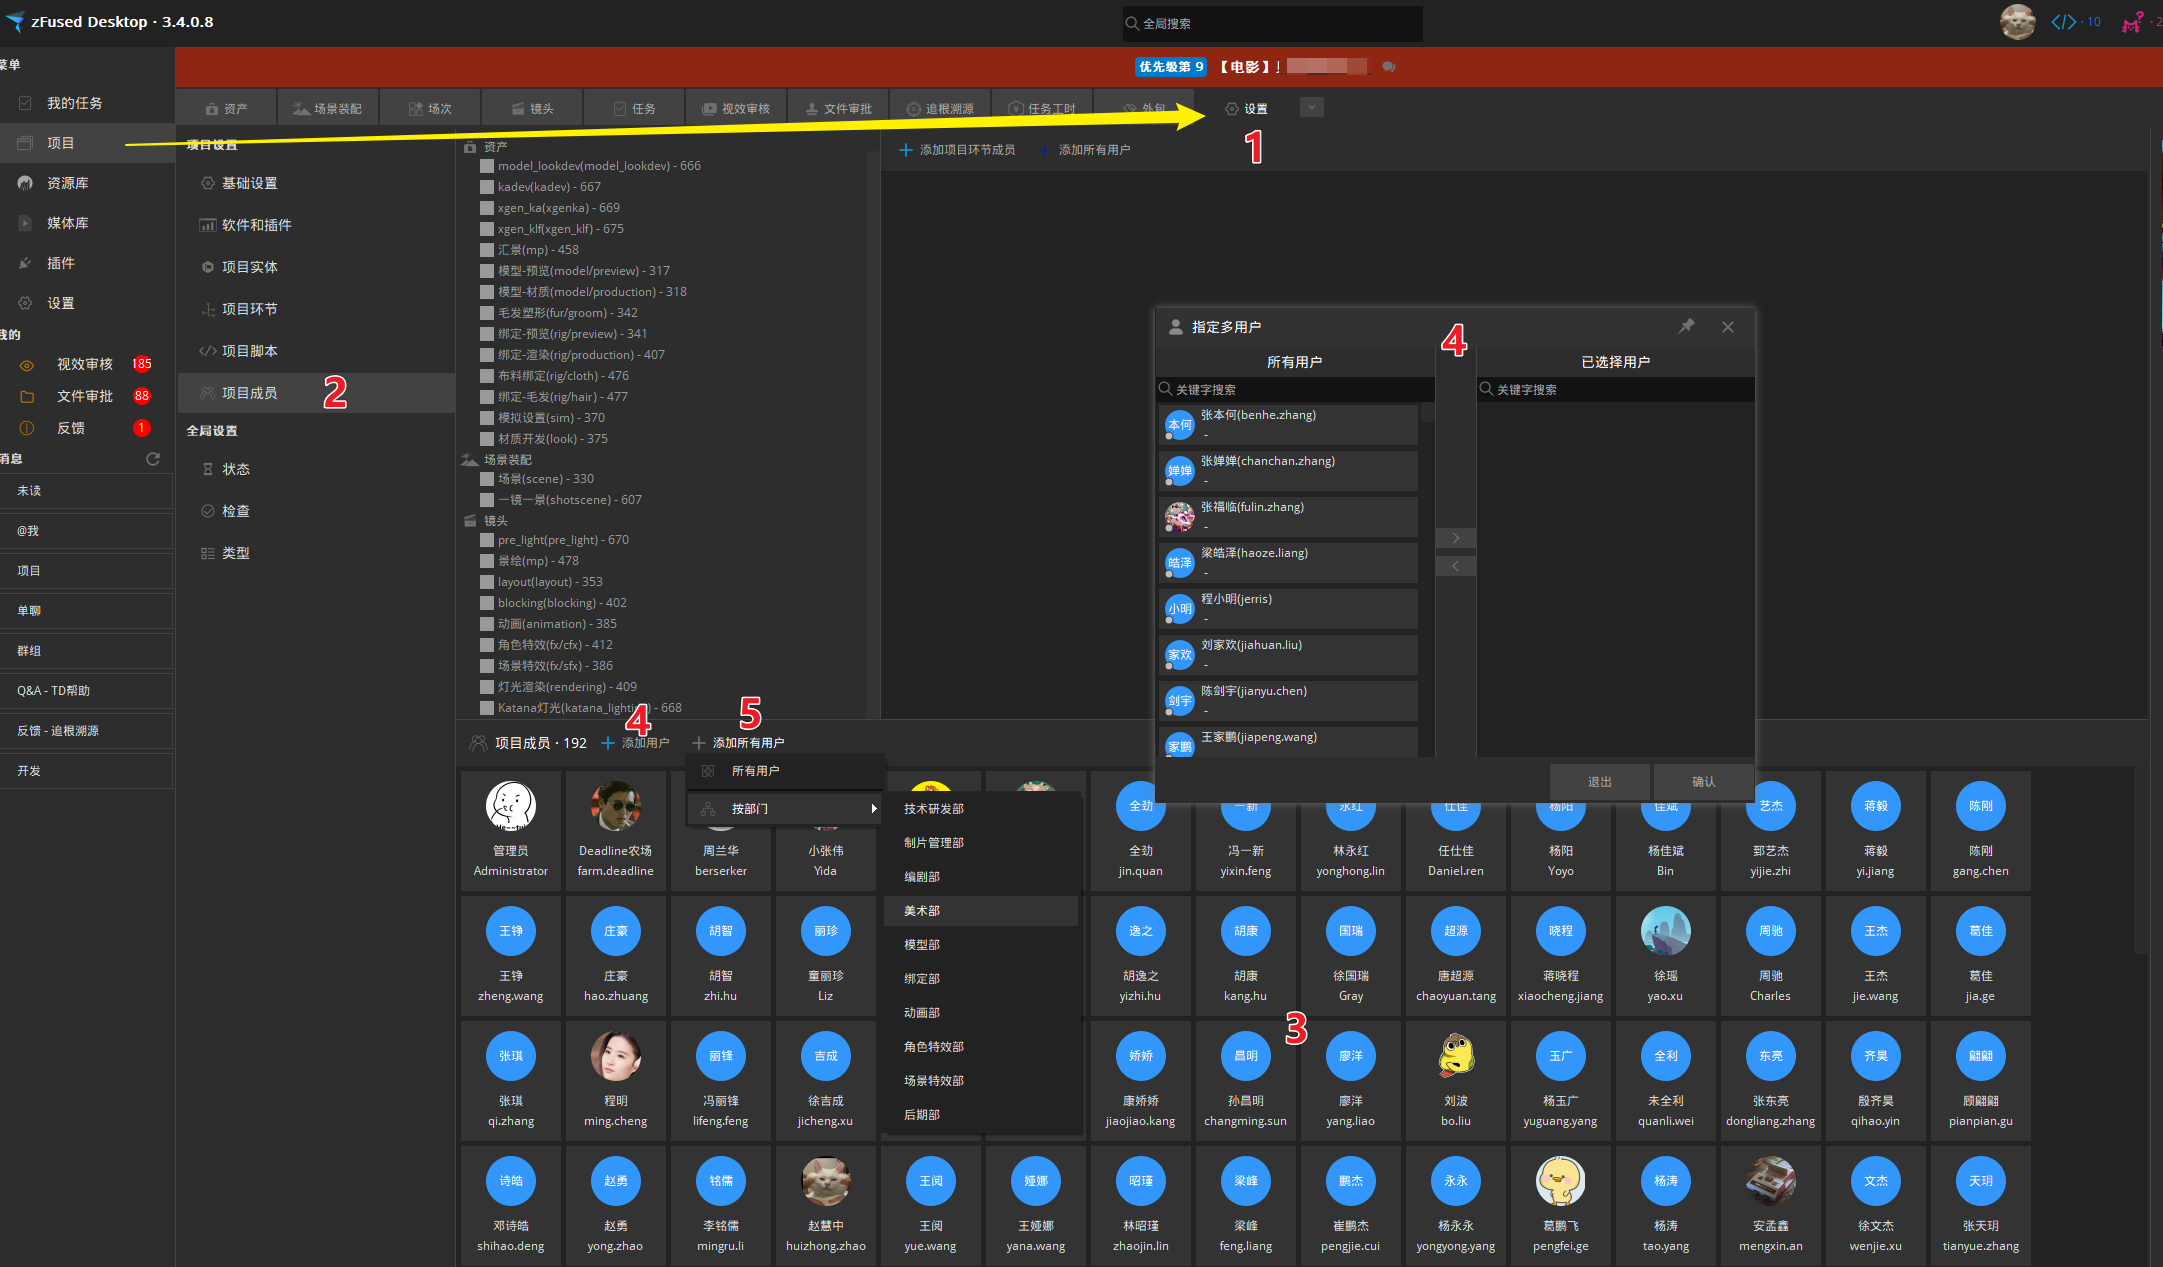 zFused Desktop · 3.4.0.8
全局搜索
10
菜单
我的任务
项目
资源库
媒体库
插件
设置
我的
视效审核 185
文件审批 88
反馈 1
消息
未读
@我
项目
单聊
群组
Q&A - TD帮助
反馈 - 追根溯源
开发
优先级第 9 【电影】
资产 场景装配 场次 镜头 任务 视效审核 文件审批 追根溯源 任务工时 外包 设置
1
项目设置
基础设置
软件和插件
项目实体
项目环节
项目脚本
项目成员
2
全局设置
状态
检查
类型
资产
model_lookdev(model_lookdev) - 666
kadev(kadev) - 667
xgen_ka(xgenka) - 669
xgen_klf(xgen_klf) - 675
汇景(mp) - 458
模型-预览(model/preview) - 317
模型-材质(model/production) - 318
毛发塑形(fur/groom) - 342
绑定-预览(rig/preview) - 341
绑定-渲染(rig/production) - 407
布料绑定(rig/cloth) - 476
绑定-毛发(rig/hair) - 477
模拟设置(sim) - 370
材质开发(look) - 375
场景装配
场景(scene) - 330
一镜一景(shotscene) - 607
镜头
pre_light(pre_light) - 670
景绘(mp) - 478
layout(layout) - 353
blocking(blocking) - 402
动画(animation) - 385
角色特效(fx/cfx) - 412
场景特效(fx/sfx) - 386
灯光渲染(rendering) - 409
668
添加项目环节成员 添加所有用户
指定多用户
4
所有用户 已选择用户
关键字搜索 关键字搜索
本何 张本何(benhe.zhang)
-
婵婵 张婵婵(chanchan.zhang)
-
张福临(fulin.zhang)
-
皓泽 梁皓泽(haoze.liang)
-
小明 程小明(jerris)
-
家欢 刘家欢(jiahuan.liu)
-
剑宇 陈剑宇(jianyu.chen)
-
家鹏 王家鹏(jiapeng.wang)
退出 确认
4
5
项目成员 · 192 添加用户 添加所有用户
所有用户
按部门
技术研发部
制片管理部
编剧部
美术部
模型部
绑定部
动画部
角色特效部
场景特效部
后期部
全劲 一新 永红 仕佳 杨阳 佳斌 艺杰 蒋毅 陈刚
管理员 Deadline农场 周兰华 小张伟 全劲 冯一新 林永红 任仕佳 杨阳 杨佳斌 郅艺杰 蒋毅 陈刚
Administrator farm.deadline berserker Yida jin.quan yixin.feng yonghong.lin Daniel.ren Yoyo Bin yijie.zhi yi.jiang gang.chen
王铮 庄豪 胡智 丽珍 逸之 胡康 国瑞 超源 晓程 周驰 王杰 葛佳
王铮 庄豪 胡智 童丽珍 胡逸之 胡康 徐国瑞 唐超源 蒋晓程 徐瑶 周驰 王杰 葛佳
zheng.wang hao.zhuang zhi.hu Liz yizhi.hu kang.hu Gray chaoyuan.tang xiaocheng.jiang yao.xu Charles jie.wang jia.ge
3
张琪 丽锋 吉成 娇娇 昌明 廖洋 玉广 全利 东亮 齐昊 翩翩
张琪 程明 冯丽锋 徐吉成 康娇娇 孙昌明 廖洋 刘波 杨玉广 未全利 张东亮 殷齐昊 顾翩翩
qi.zhang ming.cheng lifeng.feng jicheng.xu jiaojiao.kang changming.sun yang.liao bo.liu yuguang.yang quanli.wei dongliang.zhang qihao.yin pianpian.gu
诗皓 赵勇 铭儒 王阅 娅娜 昭瑾 梁峰 鹏杰 永永 杨涛 文杰 天玥
邓诗皓 赵勇 李铭儒 赵慧中 王阅 王娅娜 林昭瑾 梁峰 崔鹏杰 杨永永 葛鹏飞 杨涛 安孟鑫 徐文杰 张天玥
shihao.deng yong.zhao mingru.li huizhong.zhao yue.wang yana.wang zhaojin.lin feng.liang pengjie.cui yongyong.yang pengfei.ge tao.yang mengxin.an wenjie.xu tianyue.zhang